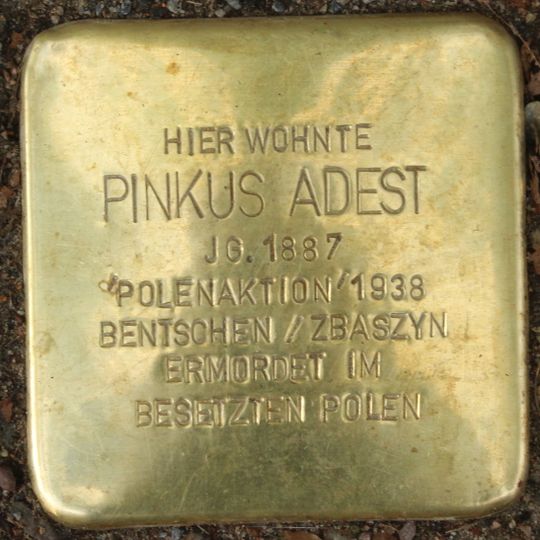 HIER WOHNTE
PINKUS ADEST
JG. 1887
"POLENAKTION" 1938
BENTSCHEN / ZBASZYN
ERMORDET IM
BESETZTEN POLEN